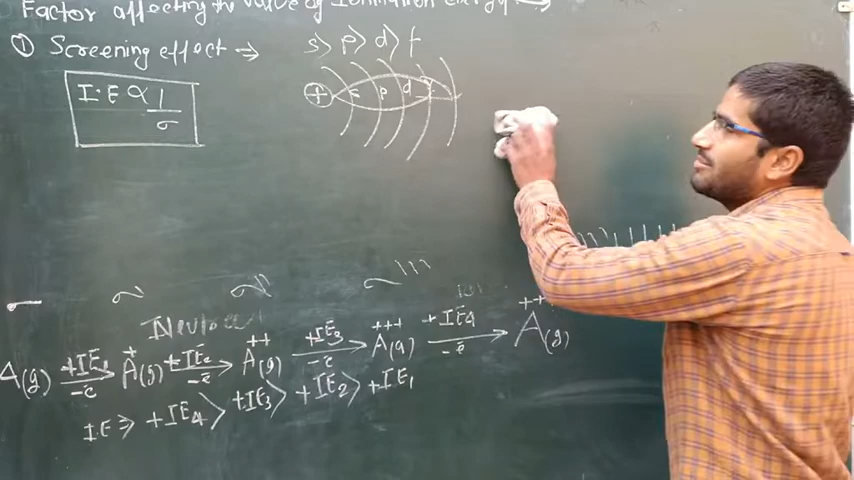 Factor affecting the value of Ionisation energy →
① Screening effect →
s> p> d> f
I.E ∝ 1/σ
+ s p d f
A(g) +IE₁ -e → A⁺(g) +IE₂ -e → A⁺⁺(g) +IE₃ -e → A⁺⁺⁺(g) +IE₄ -e → A(g)
IE ⇒ +IE₄ > +IE₃ > +IE₂ > +IE₁